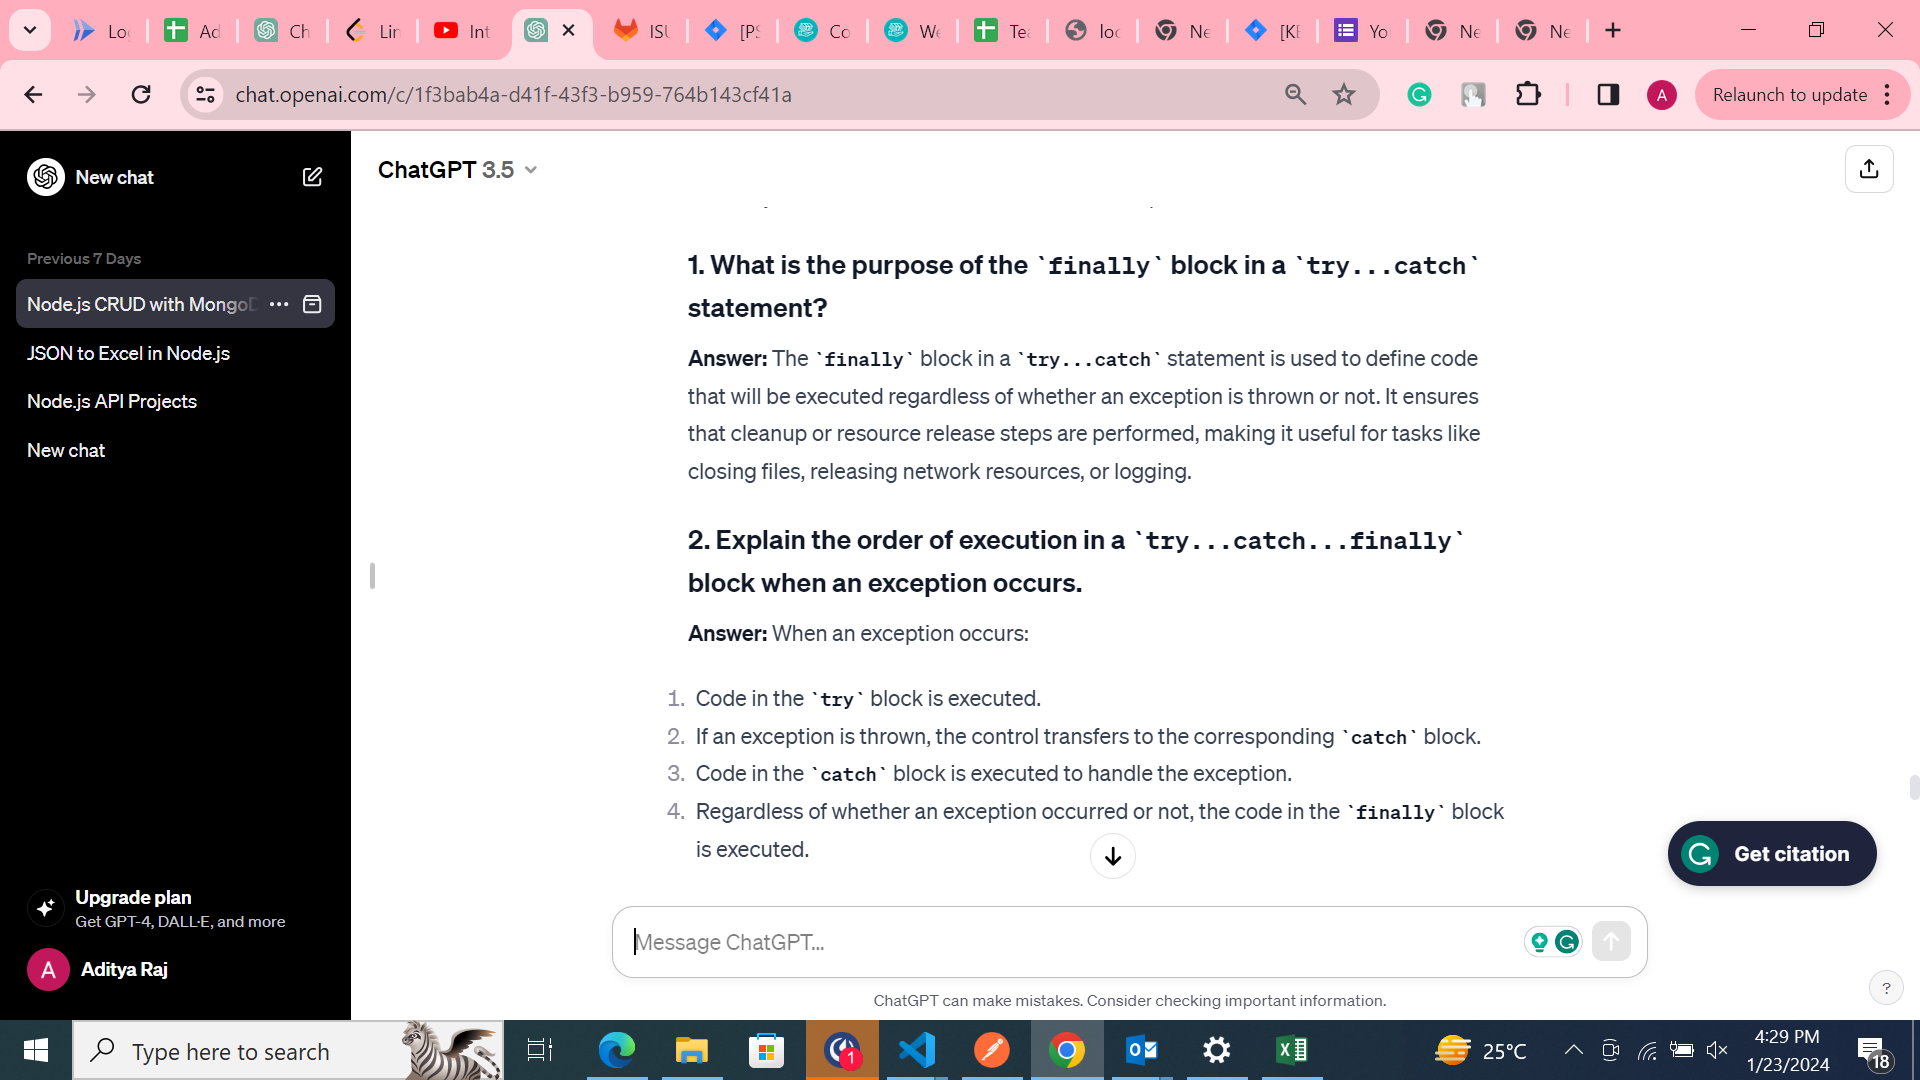 Lo
Ad
Ch
Lin
Int
ISU
[PS
Co
We
Tea
loc
Ne
[KE
Yo
Ne
Ne
chat.openai.com/c/1f3bab4a-d41f-43f3-b959-764b143cf41a
A
Relaunch to update
New chat
ChatGPT 3.5
Previous 7 Days
Node.js CRUD with MongoD
JSON to Excel in Node.js
Node.js API Projects
New chat
1. What is the purpose of the `finally` block in a `try...catch`
statement?
Answer: The `finally` block in a `try...catch` statement is used to define code
that will be executed regardless of whether an exception is thrown or not. It ensures
that cleanup or resource release steps are performed, making it useful for tasks like
closing files, releasing network resources, or logging.
2. Explain the order of execution in a `try...catch...finally`
block when an exception occurs.
Answer: When an exception occurs:
1. Code in the `try` block is executed.
2. If an exception is thrown, the control transfers to the corresponding `catch` block.
3. Code in the `catch` block is executed to handle the exception.
4. Regardless of whether an exception occurred or not, the code in the `finally` block
is executed.
Get citation
Upgrade plan
Get GPT-4, DALL·E, and more
A
Aditya Raj
Message ChatGPT...
ChatGPT can make mistakes. Consider checking important information.
?
Type here to search
1
25°C
4:29 PM
1/23/2024
18